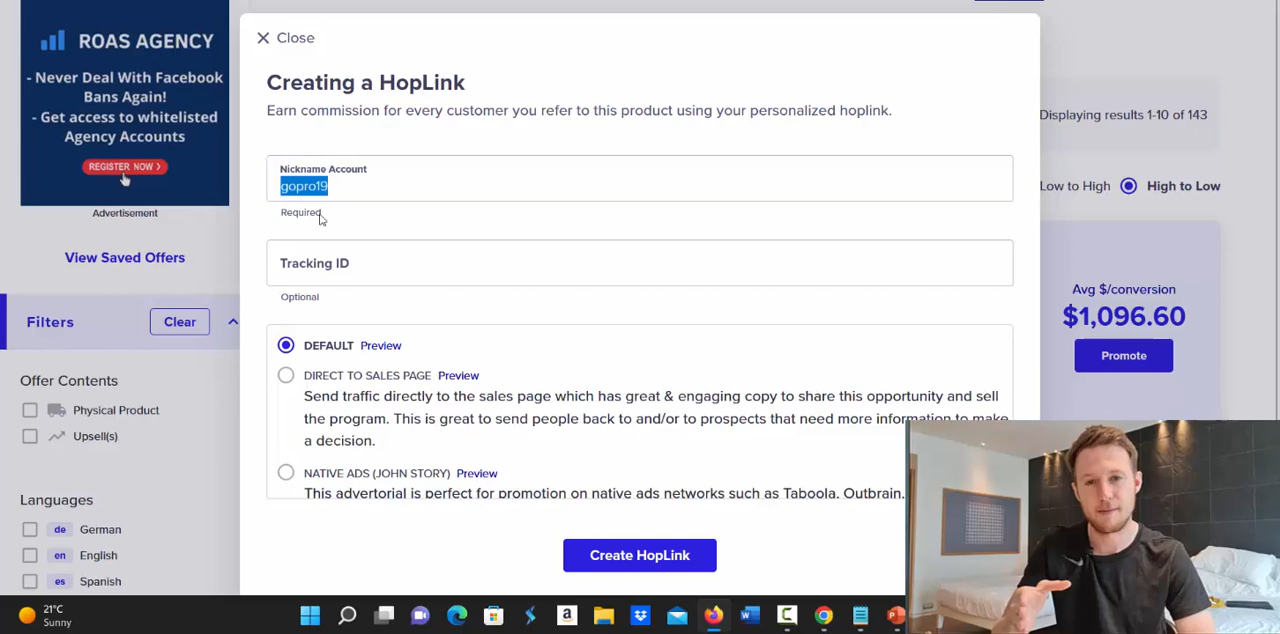 ROAS AGENCY
- Never Deal With Facebook
Bans Again!
- Get access to whitelisted
Agency Accounts
REGISTER NOW >
Advertisement
View Saved Offers
Filters
Clear
Offer Contents
Physical Product
Upsell(s)
Languages
de German
en English
es Spanish
Close
Creating a HopLink
Earn commission for every customer you refer to this product using your personalized hoplink.
Nickname Account
gopro19
Required
Tracking ID
Optional
DEFAULT Preview
DIRECT TO SALES PAGE Preview
Send traffic directly to the sales page which has great & engaging copy to share this opportunity and sell
the program. This is great to send people back to and/or to prospects that need more information to make
a decision.
NATIVE ADS (JOHN STORY) Preview
This advertorial is perfect for promotion on native ads networks such as Taboola, Outbrain,
Create HopLink
Displaying results 1-10 of 143
Low to High
High to Low
Avg $/conversion
$1,096.60
Promote
21°C
Sunny